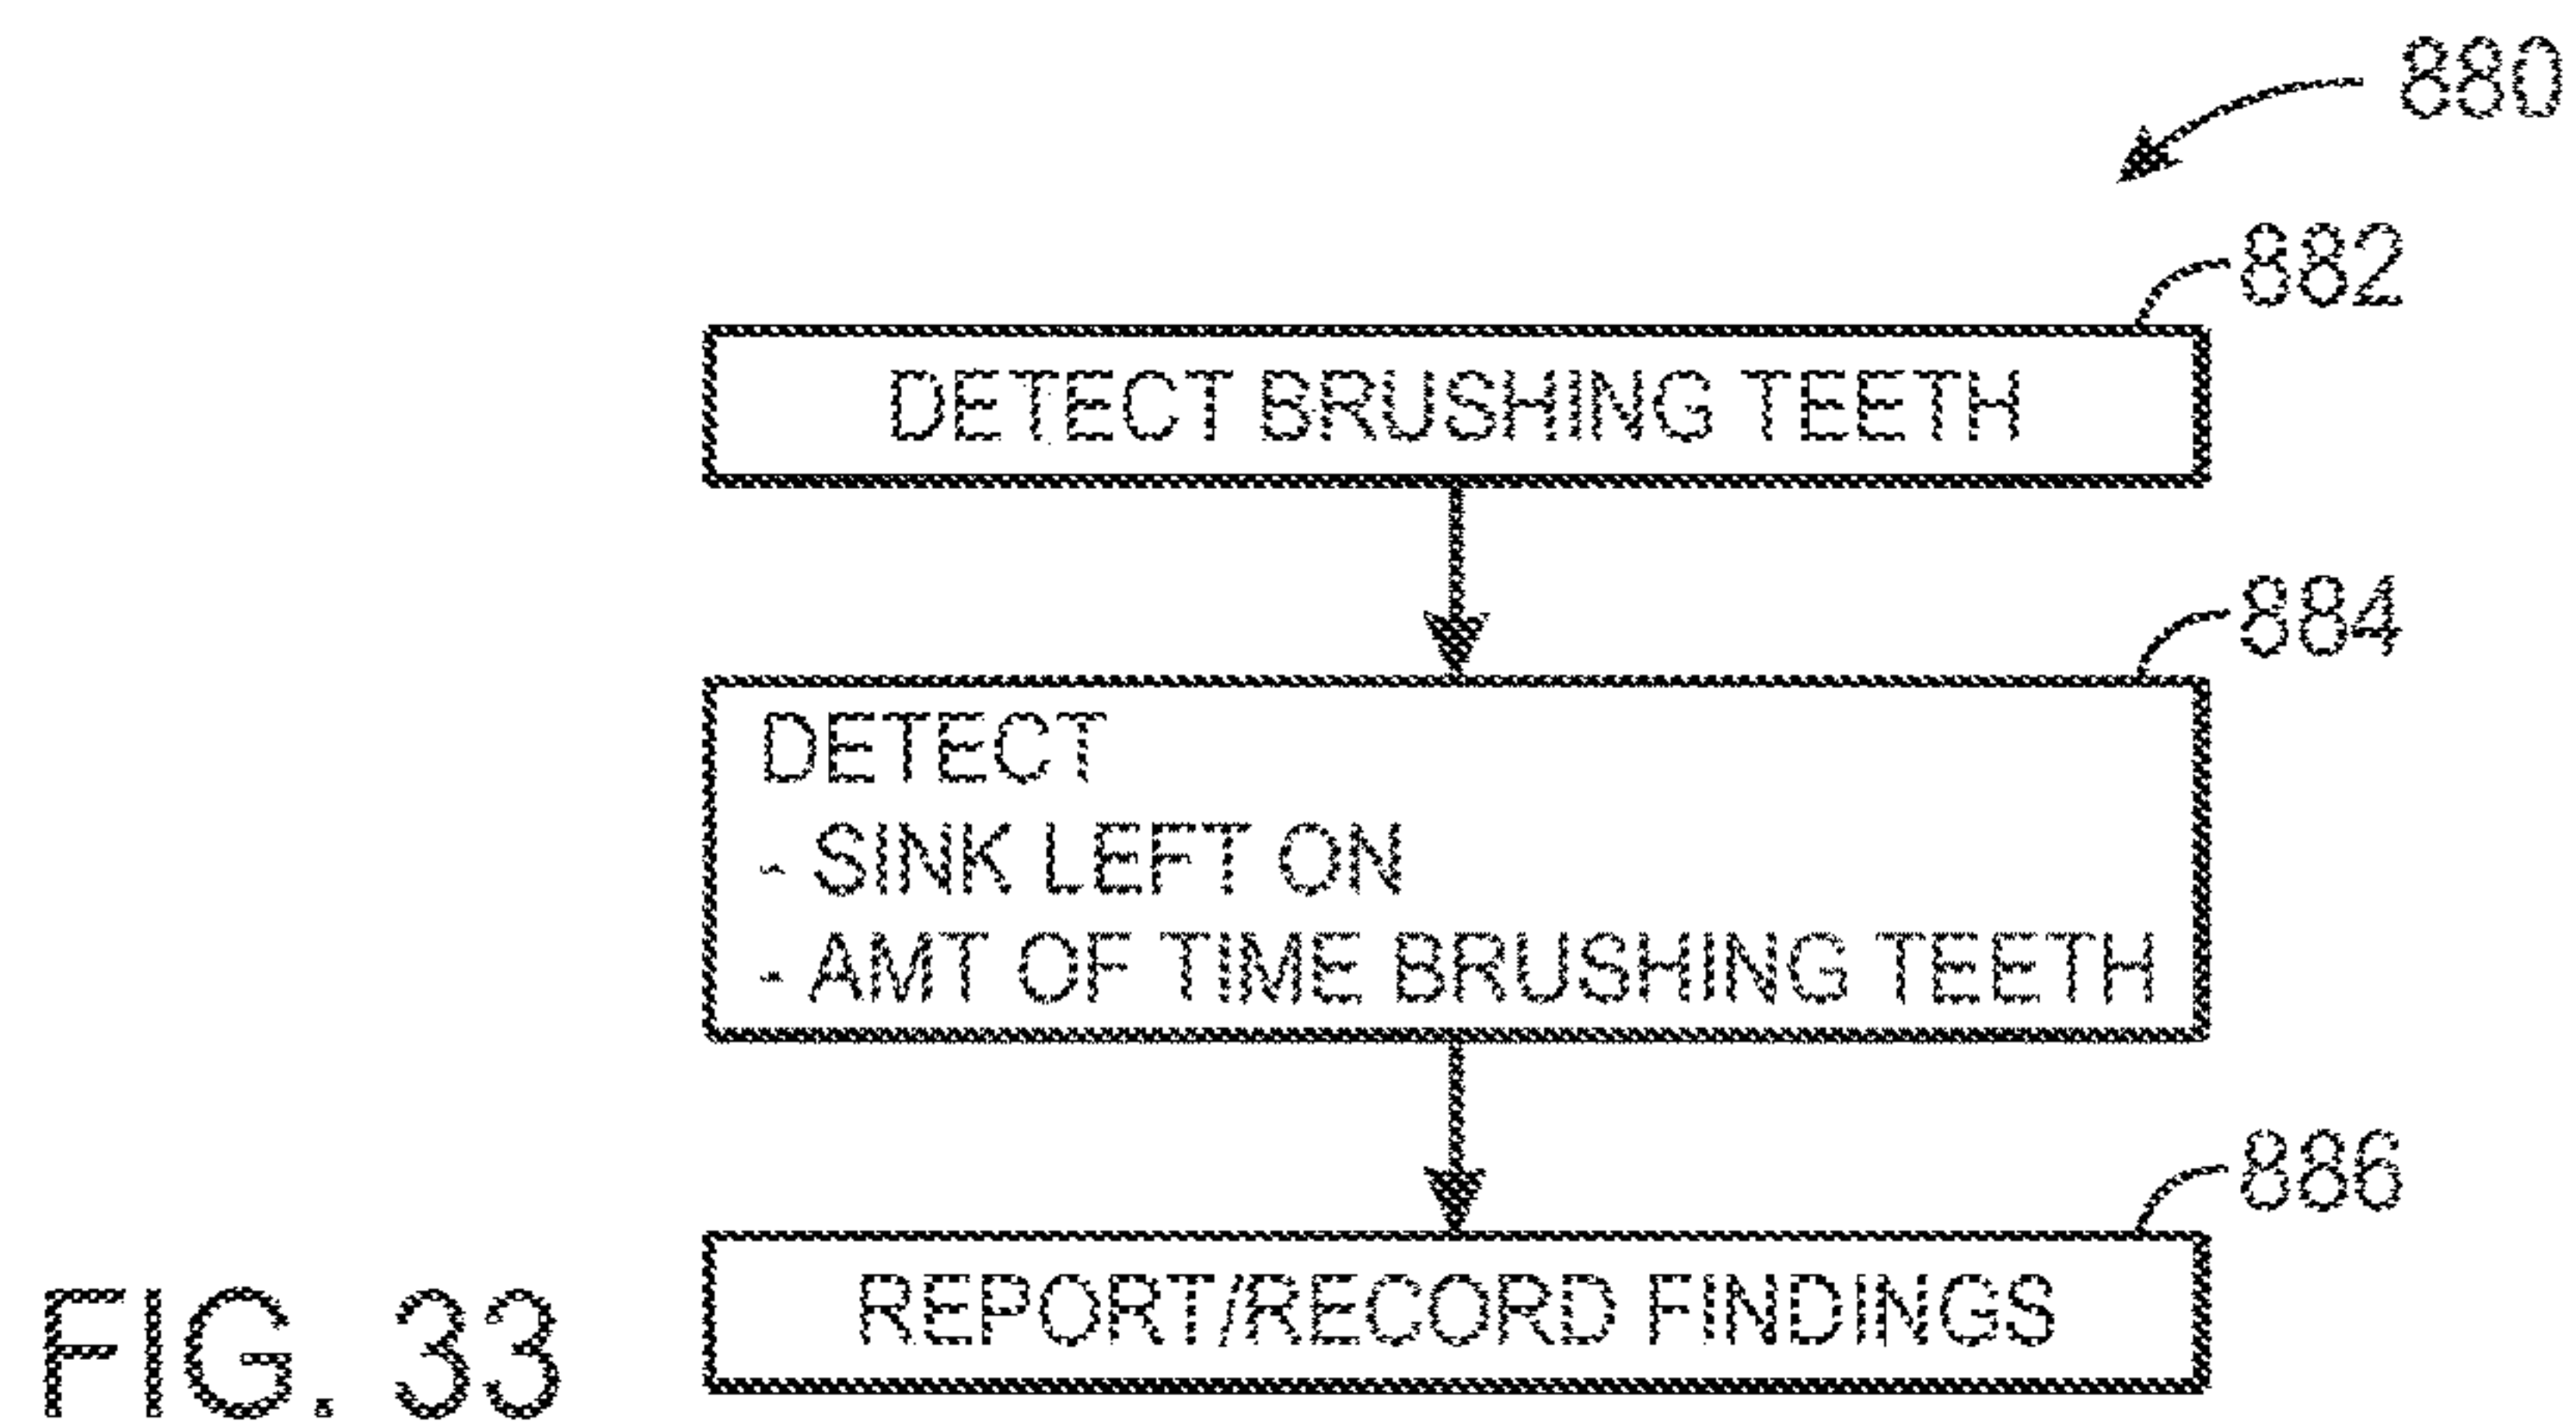 880
882
DETECT BRUSHING TEETH
884
DETECT
- SINK LEFT ON
- AMT OF TIME BRUSHING TEETH
886
REPORT/RECORD FINDINGS
FIG. 33